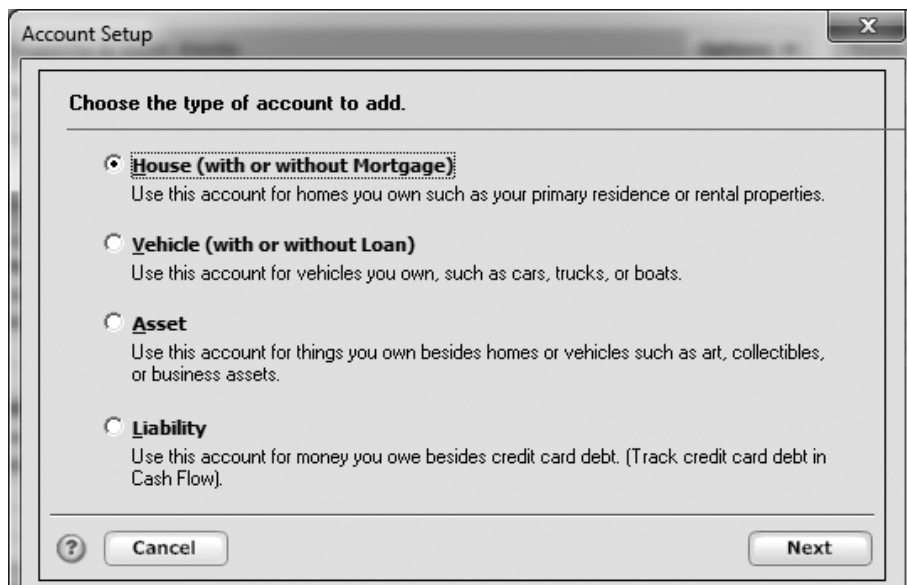 Account Setup
Choose the type of account to add.
House (with or without Mortgage)
Use this account for homes you own such as your primary residence or rental properties.
Vehicle (with or without Loan)
Use this account for vehicles you own, such as cars, trucks, or boats.
Asset
Use this account for things you own besides homes or vehicles such as art, collectibles,
or business assets.
Liability
Use this account for money you owe besides credit card debt. (Track credit card debt in
Cash Flow).
? Cancel Next